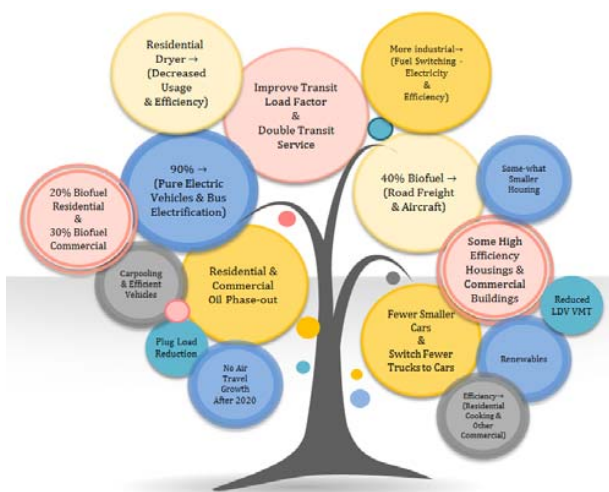 Residential
Dryer →
(Decreased
Usage
& Efficiency)
Improve Transit
Load Factor
&
Double Transit
Service
More industrial→
(Fuel Switching -
Electricity
&
Efficiency)
90% →
(Pure Electric
Vehicles & Bus
Electrification)
40% Biofuel →
(Road Freight
& Aircraft)
Some-what
Smaller
Housing
20% Biofuel
Residential
&
30% Biofuel
Commercial
Carpooling
& Efficient
Vehicles
Residential &
Commercial
Oil Phase-out
Some High
Efficiency
Housings &
Commercial
Buildings
Reduced
LDV VMT
Plug Load
Reduction
No Air
Travel
Growth
After 2020
Fewer Smaller
Cars
&
Switch Fewer
Trucks to Cars
Renewables
Efficiency→
(Residential
Cooking &
Other
Commercial)